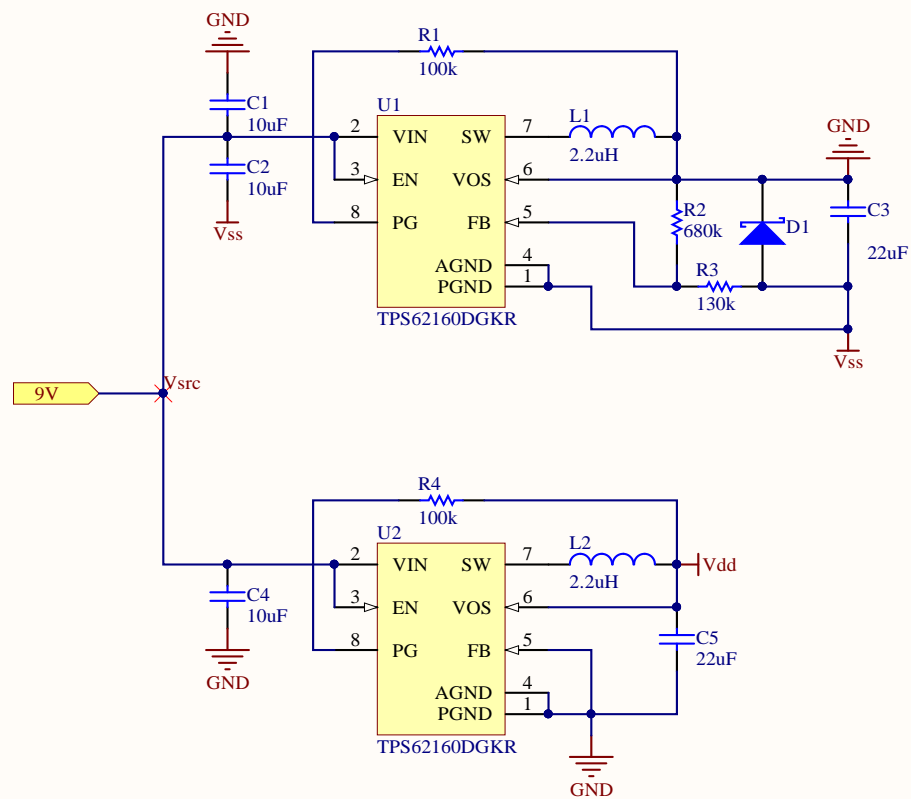 GND
R1
100k
C1
10uF
U1
2
VIN
SW
7
L1
2.2uH
GND
C2
10uF
3
EN
VOS
6
Vss
8
PG
FB
5
R2
680k
D1
C3
22uF
AGND
4
PGND
1
R3
130k
TPS62160DGKR
Vss
9V
Vsrc
R4
100k
U2
2
VIN
SW
7
L2
2.2uH
Vdd
C4
10uF
3
EN
VOS
6
8
PG
FB
5
C5
22uF
GND
AGND
4
PGND
1
TPS62160DGKR
GND